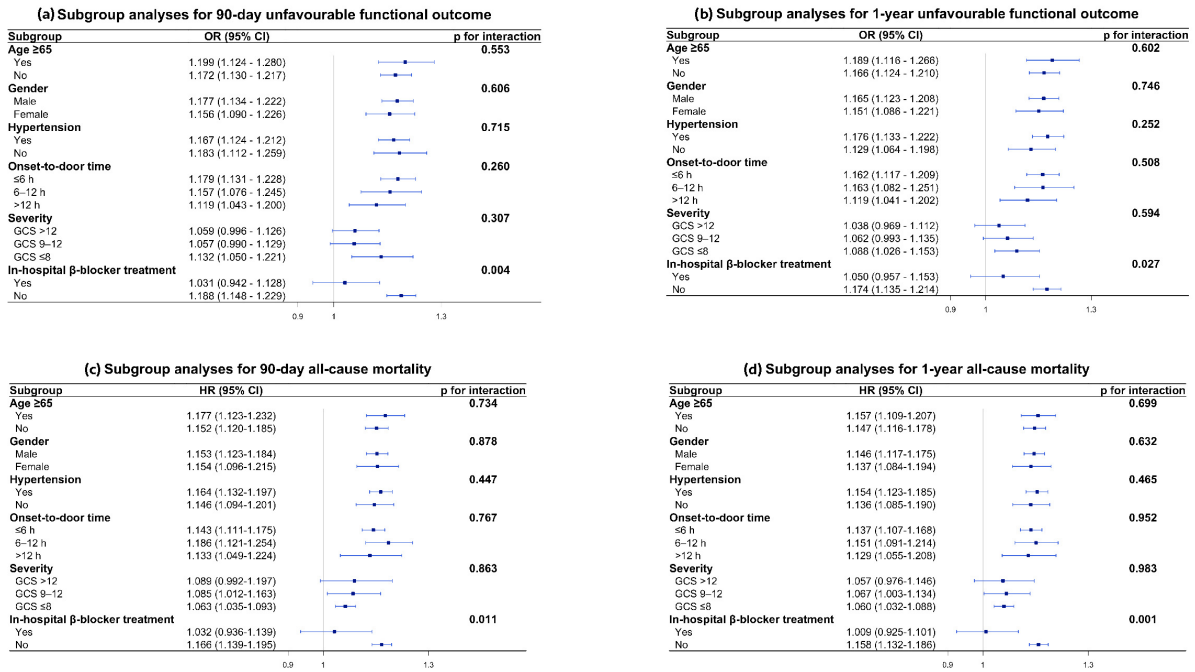 (a) Subgroup analyses for 90-day unfavourable functional outcome
Subgroup OR (95% CI) p for interaction
Age ≥65 0.553
Yes 1.199 (1.124 - 1.280)
No 1.172 (1.130 - 1.217)
Gender 0.606
Male 1.177 (1.134 - 1.222)
Female 1.156 (1.090 - 1.226)
Hypertension 0.715
Yes 1.167 (1.124 - 1.212)
No 1.183 (1.112 - 1.259)
Onset-to-door time 0.260
≤6 h 1.179 (1.131 - 1.228)
6–12 h 1.157 (1.076 - 1.245)
>12 h 1.119 (1.043 - 1.200)
Severity 0.307
GCS >12 1.059 (0.996 - 1.126)
GCS 9–12 1.057 (0.990 - 1.129)
GCS ≤8 1.132 (1.050 - 1.221)
In-hospital β-blocker treatment 0.004
Yes 1.031 (0.942 - 1.128)
No 1.188 (1.148 - 1.229)
0.9 1 1.3
(b) Subgroup analyses for 1-year unfavourable functional outcome
Subgroup OR (95% CI) p for interaction
Age ≥65 0.602
Yes 1.189 (1.116 - 1.266)
No 1.166 (1.124 - 1.210)
Gender 0.746
Male 1.165 (1.123 - 1.208)
Female 1.151 (1.086 - 1.221)
Hypertension 0.252
Yes 1.176 (1.133 - 1.222)
No 1.129 (1.064 - 1.198)
Onset-to-door time 0.508
≤6 h 1.162 (1.117 - 1.209)
6–12 h 1.163 (1.082 - 1.251)
>12 h 1.119 (1.041 - 1.202)
Severity 0.594
GCS >12 1.038 (0.969 - 1.112)
GCS 9–12 1.062 (0.993 - 1.135)
GCS ≤8 1.088 (1.026 - 1.153)
In-hospital β-blocker treatment 0.027
Yes 1.050 (0.957 - 1.153)
No 1.174 (1.135 - 1.214)
0.9 1 1.3
(c) Subgroup analyses for 90-day all-cause mortality
Subgroup HR (95% CI) p for interaction
Age ≥65 0.734
Yes 1.177 (1.123-1.232)
No 1.152 (1.120-1.185)
Gender 0.878
Male 1.153 (1.123-1.184)
Female 1.154 (1.096-1.215)
Hypertension 0.447
Yes 1.164 (1.132-1.197)
No 1.146 (1.094-1.201)
Onset-to-door time 0.767
≤6 h 1.143 (1.111-1.175)
6–12 h 1.186 (1.121-1.254)
>12 h 1.133 (1.049-1.224)
Severity 0.863
GCS >12 1.089 (0.992-1.197)
GCS 9–12 1.085 (1.012-1.163)
GCS ≤8 1.063 (1.035-1.093)
In-hospital β-blocker treatment 0.011
Yes 1.032 (0.936-1.139)
No 1.166 (1.139-1.195)
0.9 1 1.3
(d) Subgroup analyses for 1-year all-cause mortality
Subgroup HR (95% CI) p for interaction
Age ≥65 0.699
Yes 1.157 (1.109-1.207)
No 1.147 (1.116-1.178)
Gender 0.632
Male 1.146 (1.117-1.175)
Female 1.137 (1.084-1.194)
Hypertension 0.465
Yes 1.154 (1.123-1.185)
No 1.136 (1.085-1.190)
Onset-to-door time 0.952
≤6 h 1.137 (1.107-1.168)
6–12 h 1.151 (1.091-1.214)
>12 h 1.129 (1.055-1.208)
Severity 0.983
GCS >12 1.057 (0.976-1.146)
GCS 9–12 1.067 (1.003-1.134)
GCS ≤8 1.060 (1.032-1.088)
In-hospital β-blocker treatment 0.001
Yes 1.009 (0.925-1.101)
No 1.158 (1.132-1.186)
0.9 1 1.3